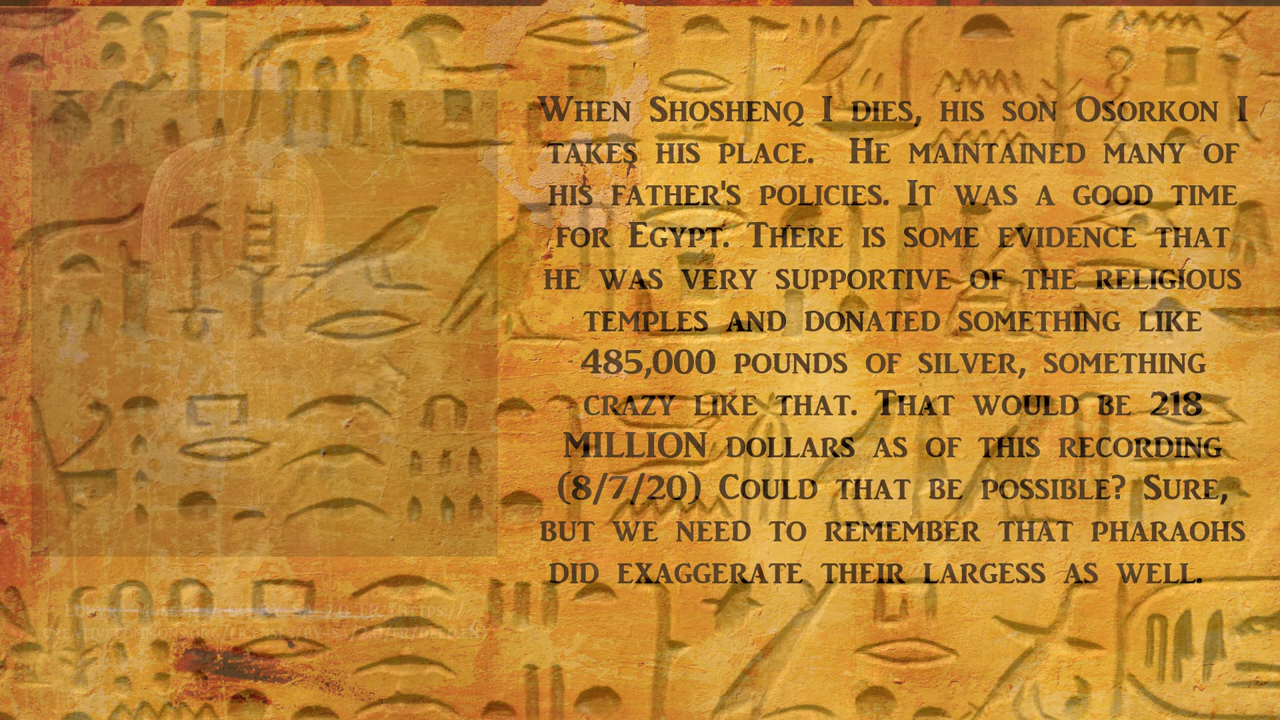 When Shoshenq I dies, his son Osorkon I
takes his place. He maintained many of
his father's policies. It was a good time
for Egypt. There is some evidence that
he was very supportive of the religious
temples and donated something like
485,000 pounds of silver, something
crazy like that. That would be 218
MILLION dollars as of this recording
(8/7/20) Could that be possible? Sure,
but we need to remember that pharaohs
did exaggerate their largess as well.